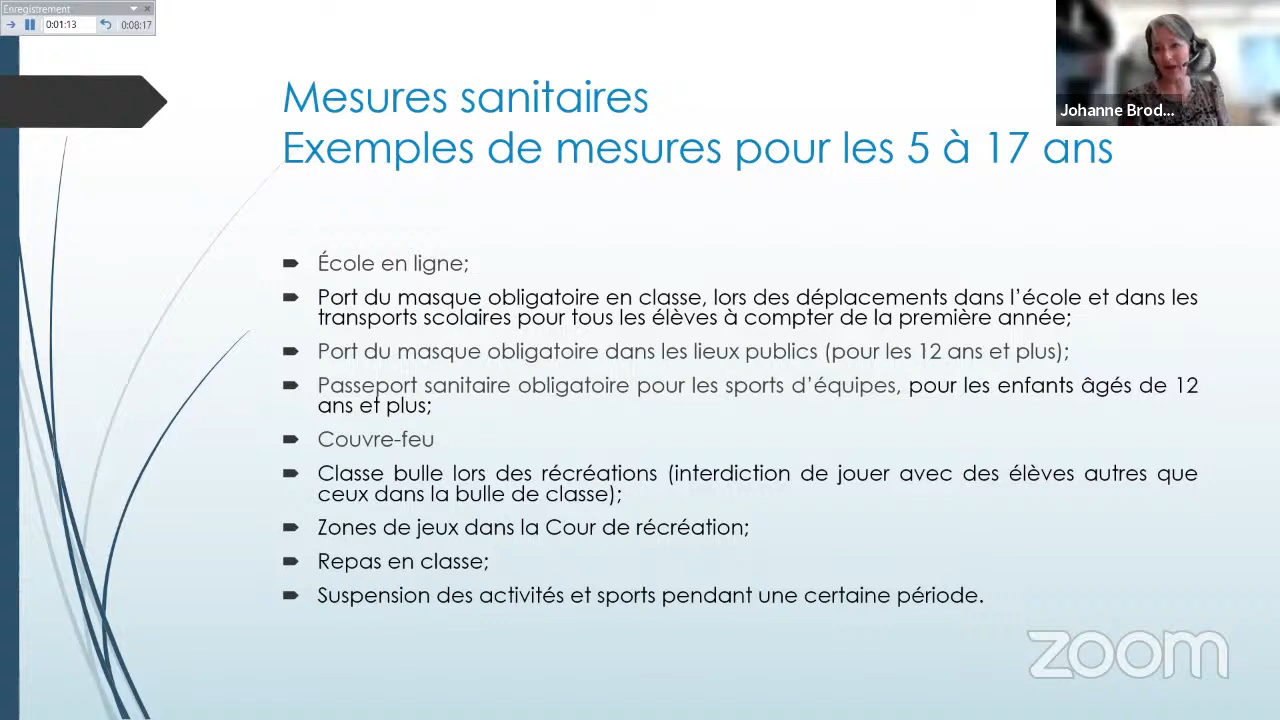 Enregistrement
0:01:13
0:08:17
Johanne Brod...
Mesures sanitaires
Exemples de mesures pour les 5 à 17 ans
École en ligne;
Port du masque obligatoire en classe, lors des déplacements dans l'école et dans les
transports scolaires pour tous les élèves à compter de la première année;
Port du masque obligatoire dans les lieux publics (pour les 12 ans et plus);
Passeport sanitaire obligatoire pour les sports d'équipes, pour les enfants âgés de 12
ans et plus;
Couvre-feu
Classe bulle lors des récréations (interdiction de jouer avec des élèves autres que
ceux dans la bulle de classe);
Zones de jeux dans la Cour de récréation;
Repas en classe;
Suspension des activités et sports pendant une certaine période.
zoom